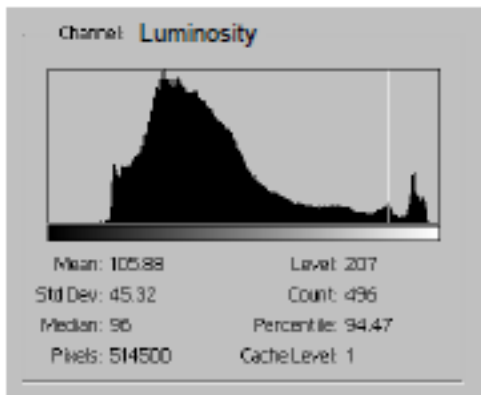 Channel: Luminosity
Mean: 105.88 Level: 207
Std Dev: 45.32 Count: 496
Median: 96 Percentile: 94.47
Pixels: 514500 Cache Level: 1